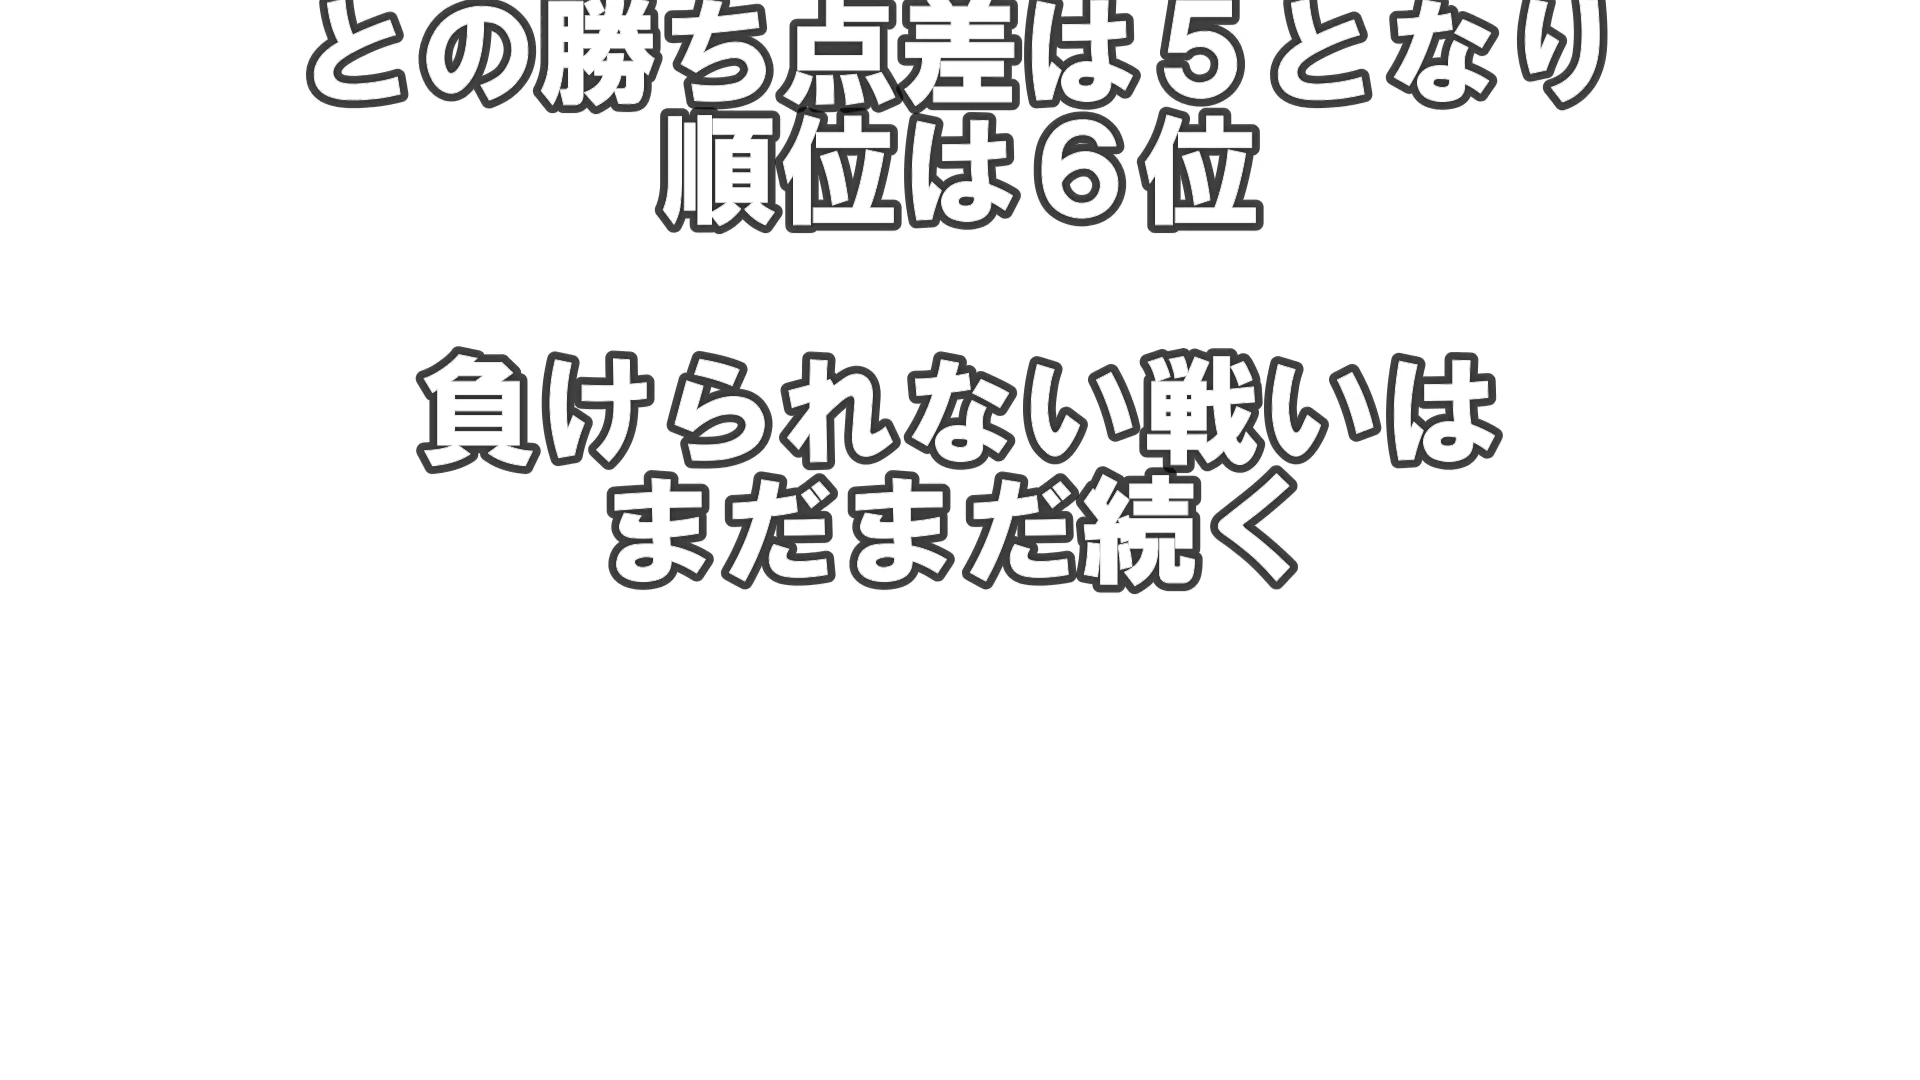 との勝ち点差は５となり
順位は６位
負けられない戦いは
まだまだ続く